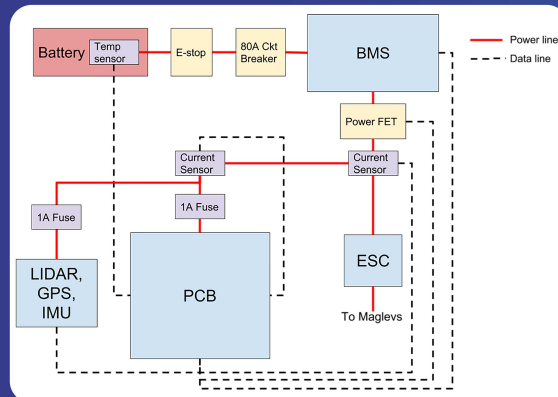 Battery
Temp
sensor
E-stop
80A Ckt
Breaker
BMS
Power line
Data line
Power FET
Current
Sensor
Current
Sensor
1A Fuse
1A Fuse
LIDAR,
GPS,
IMU
PCB
ESC
To Maglevs